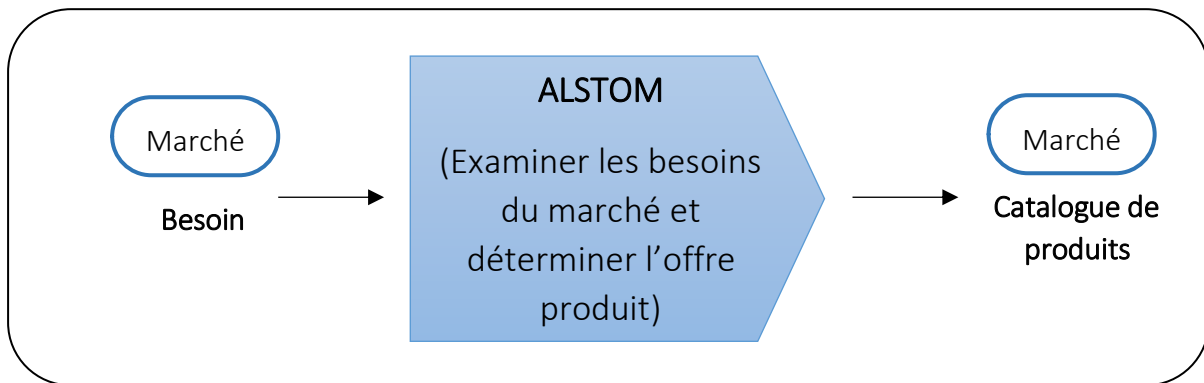 Marché
Besoin
ALSTOM
(Examiner les besoins
du marché et
déterminer l’offre
produit)
Marché
Catalogue de
produits